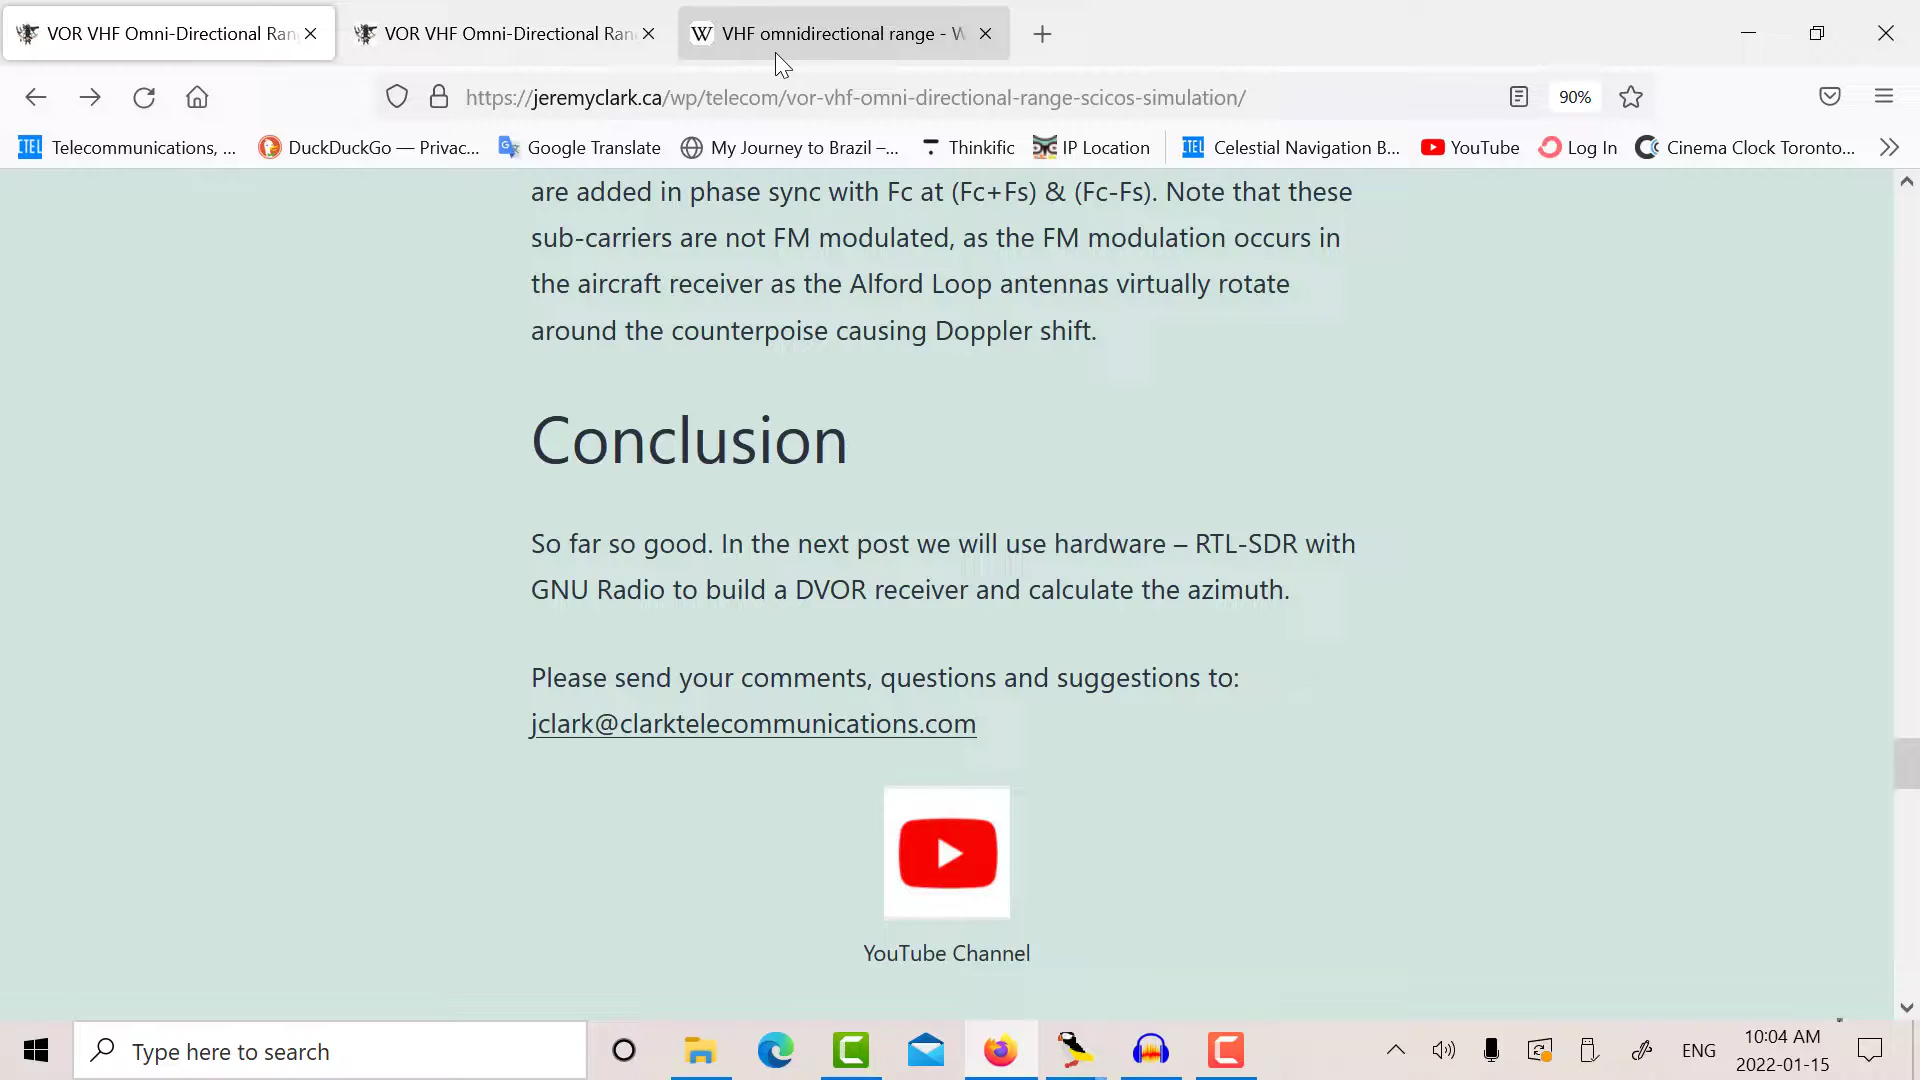 VOR VHF Omni-Directional Ran
VOR VHF Omni-Directional Ran
W VHF omnidirectional range - W
https://jeremyclark.ca/wp/telecom/vor-vhf-omni-directional-range-scicos-simulation/
90%
CTEL Telecommunications, ...
DuckDuckGo — Privac...
Google Translate
My Journey to Brazil –...
Thinkific
IP Location
CTEL Celestial Navigation B...
YouTube
Log In
Cinema Clock Toronto...
are added in phase sync with Fc at (Fc+Fs) & (Fc-Fs). Note that these
sub-carriers are not FM modulated, as the FM modulation occurs in
the aircraft receiver as the Alford Loop antennas virtually rotate
around the counterpoise causing Doppler shift.
Conclusion
So far so good. In the next post we will use hardware – RTL-SDR with
GNU Radio to build a DVOR receiver and calculate the azimuth.
Please send your comments, questions and suggestions to:
jclark@clarktelecommunications.com
YouTube Channel
Type here to search
ENG
10:04 AM
2022-01-15